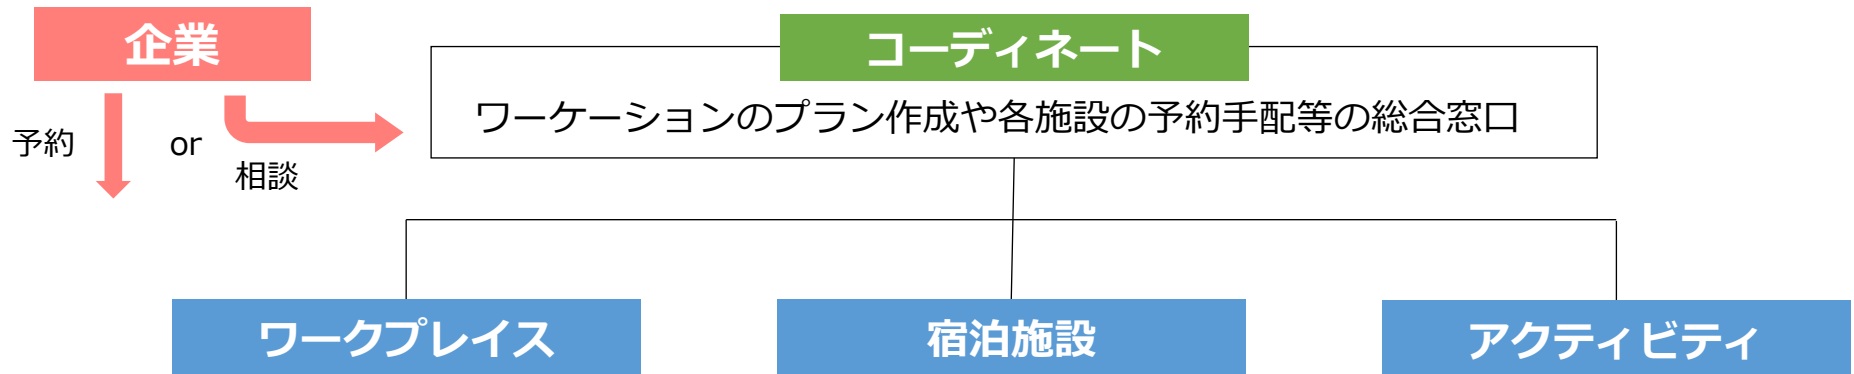 企業
コーディネート
ワーケーションのプラン作成や各施設の予約手配等の総合窓口
予約
or
相談
ワークプレイス
宿泊施設
アクティビティ